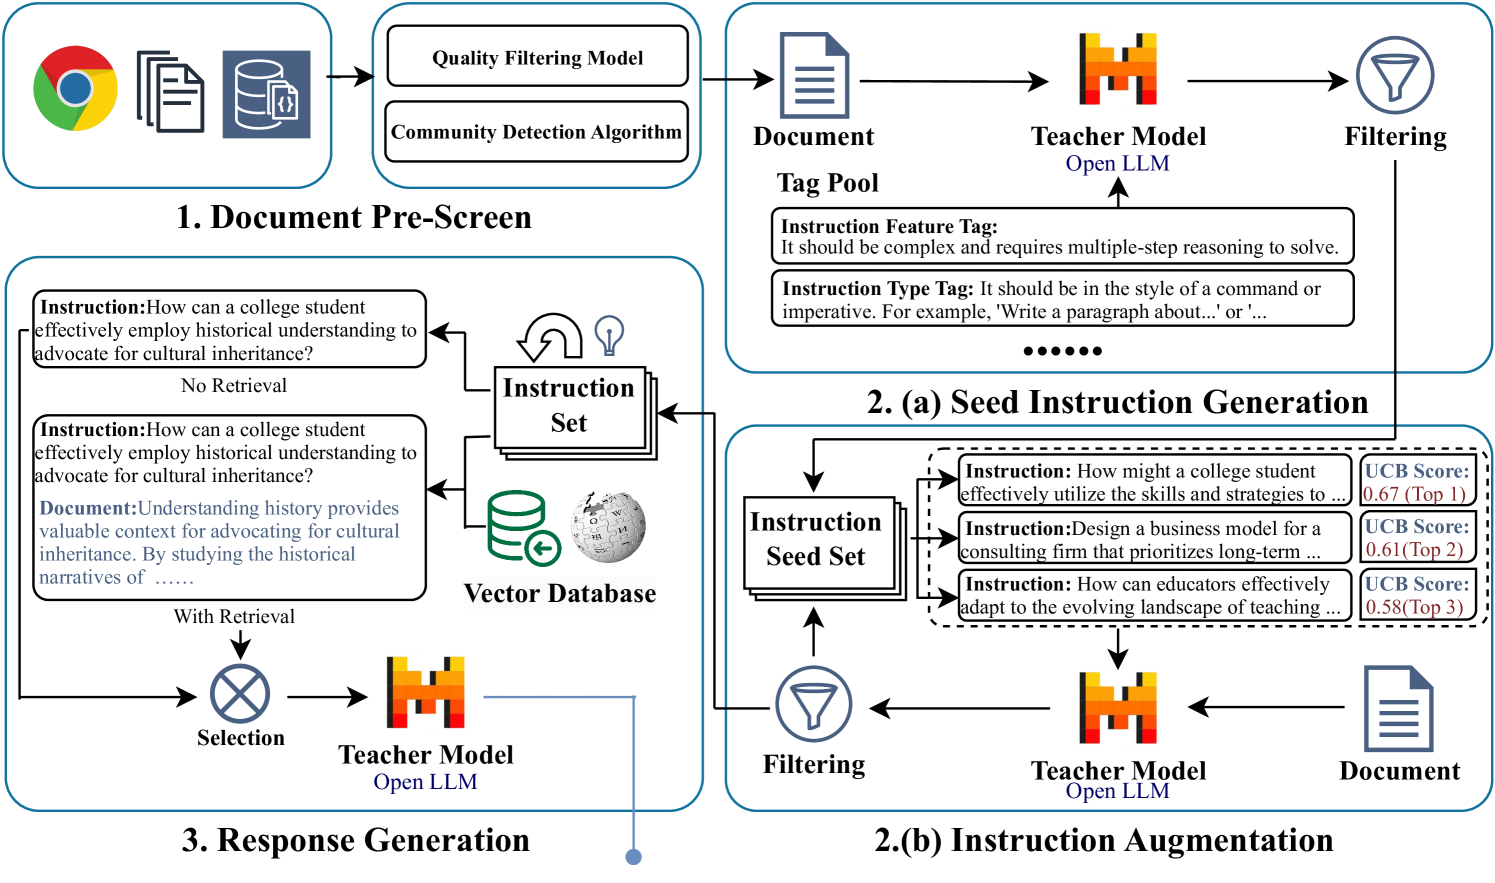 Quality Filtering Model
Community Detection Algorithm
1. Document Pre-Screen
Document
Teacher Model
Open LLM
Filtering
Tag Pool
Instruction Feature Tag:
It should be complex and requires multiple-step reasoning to solve.
Instruction Type Tag: It should be in the style of a command or
imperative. For example, 'Write a paragraph about...' or '...
......
2. (a) Seed Instruction Generation
Instruction
Seed Set
Instruction: How might a college student
effectively utilize the skills and strategies to ...
UCB Score:
0.67 (Top 1)
Instruction:Design a business model for a
consulting firm that prioritizes long-term ...
UCB Score:
0.61(Top 2)
Instruction: How can educators effectively
adapt to the evolving landscape of teaching ...
UCB Score:
0.58(Top 3)
Filtering
Teacher Model
Open LLM
Document
2.(b) Instruction Augmentation
Instruction:How can a college student
effectively employ historical understanding to
advocate for cultural inheritance?
No Retrieval
Instruction
Set
Instruction:How can a college student
effectively employ historical understanding to
advocate for cultural inheritance?
Document:Understanding history provides
valuable context for advocating for cultural
inheritance. By studying the historical
narratives of ......
With Retrieval
Vector Database
Selection
Teacher Model
Open LLM
3. Response Generation